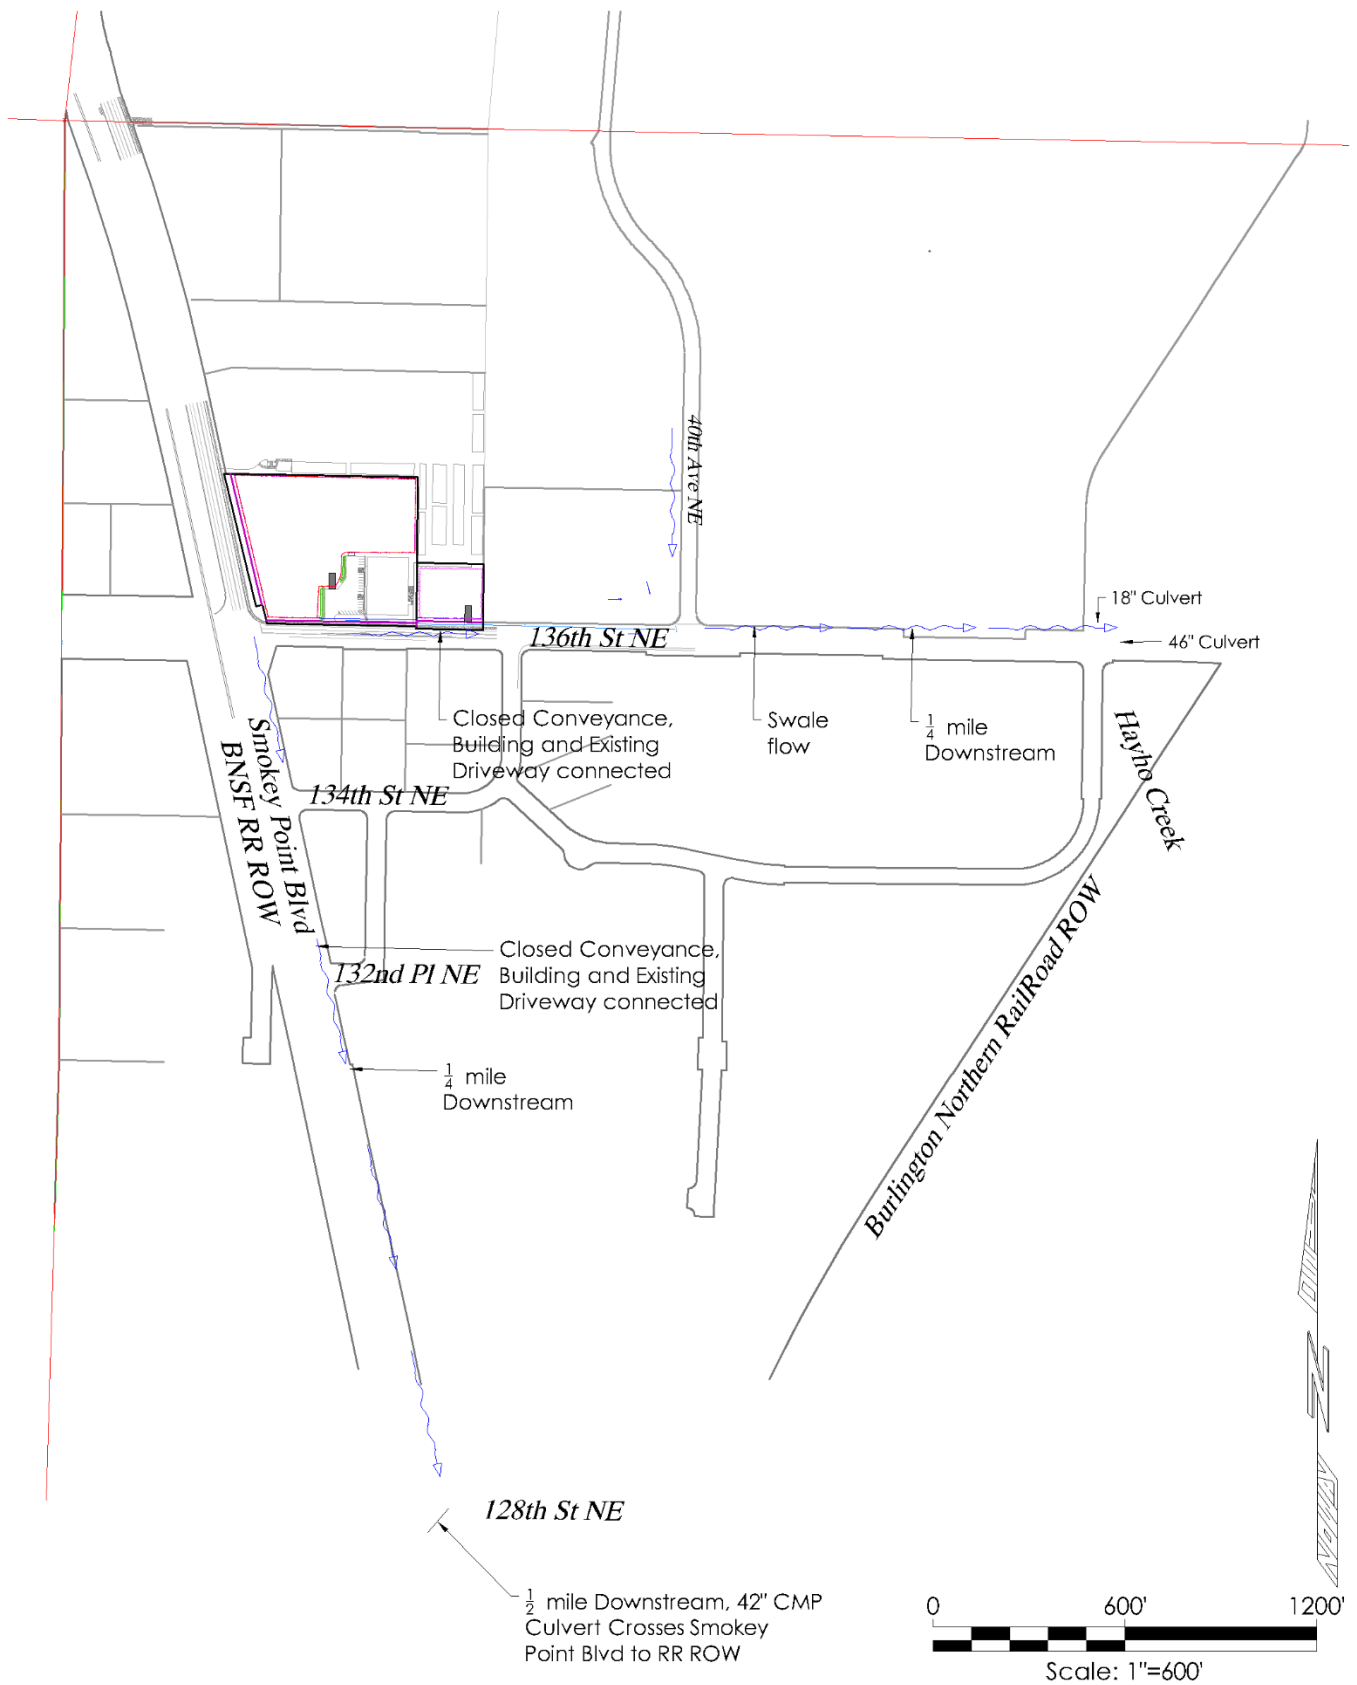 40th Ave NE
18" Culvert
136th St NE
46" Culvert
Closed Conveyance,
Building and Existing
Driveway connected
Swale
flow
1/4 mile
Downstream
Hayho Creek
Smokey Point Blvd
BNSF RR ROW
134th St NE
Closed Conveyance,
Building and Existing
Driveway connected
132nd Pl NE
Burlington Northern RailRoad ROW
1/4 mile
Downstream
128th St NE
1/2 mile Downstream, 42" CMP
Culvert Crosses Smokey
Point Blvd to RR ROW
0 600' 1200'
Scale: 1"=600'